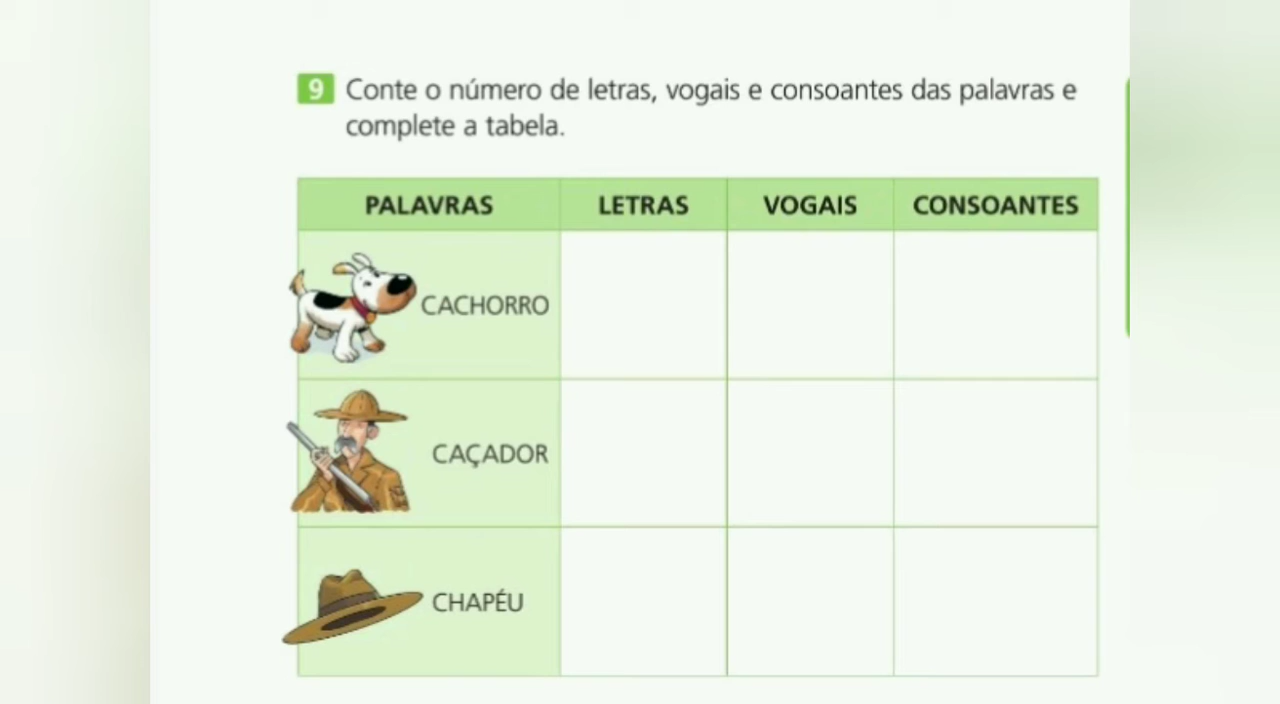 9 Conte o número de letras, vogais e consoantes das palavras e
complete a tabela.
PALAVRAS LETRAS VOGAIS CONSOANTES
CACHORRO
CAÇADOR
CHAPÉU